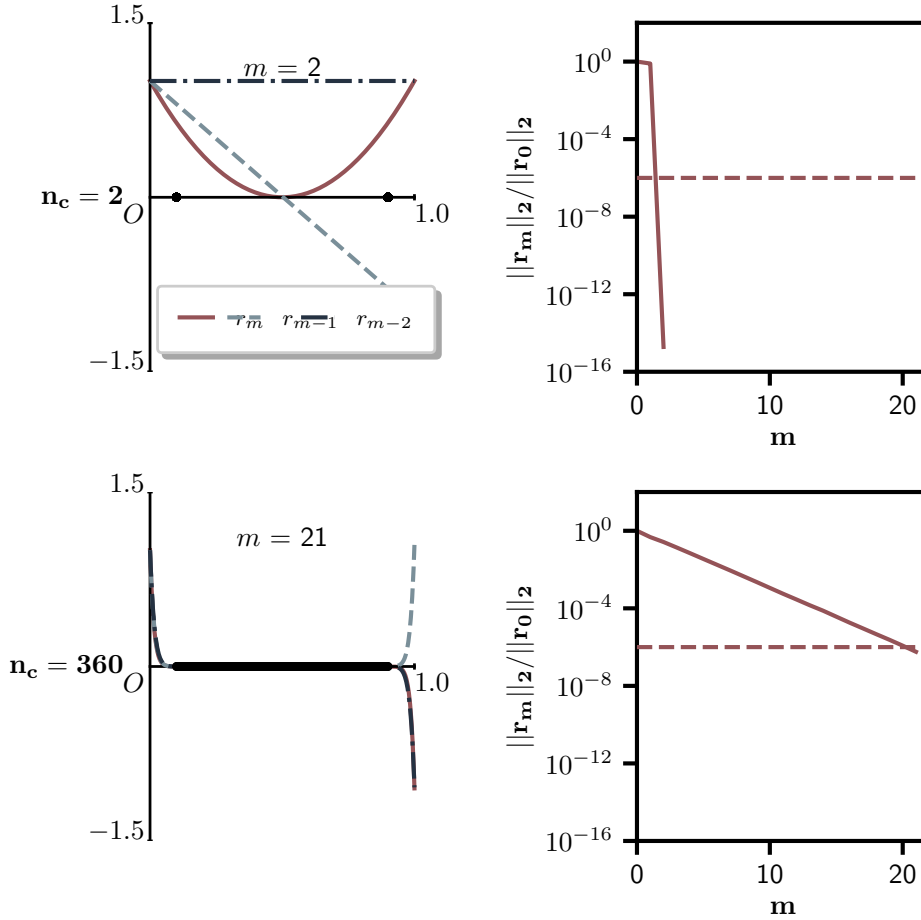 1.5
m = 2
n_c = 2
O
1.0
r_m r_{m−1} r_{m−2}
−1.5
||r_m||_2/||r_0||_2
10^0
10^{−4}
10^{−8}
10^{−12}
10^{−16}
0 10 20
m
1.5
m = 21
n_c = 360
O
1.0
−1.5
||r_m||_2/||r_0||_2
10^0
10^{−4}
10^{−8}
10^{−12}
10^{−16}
0 10 20
m